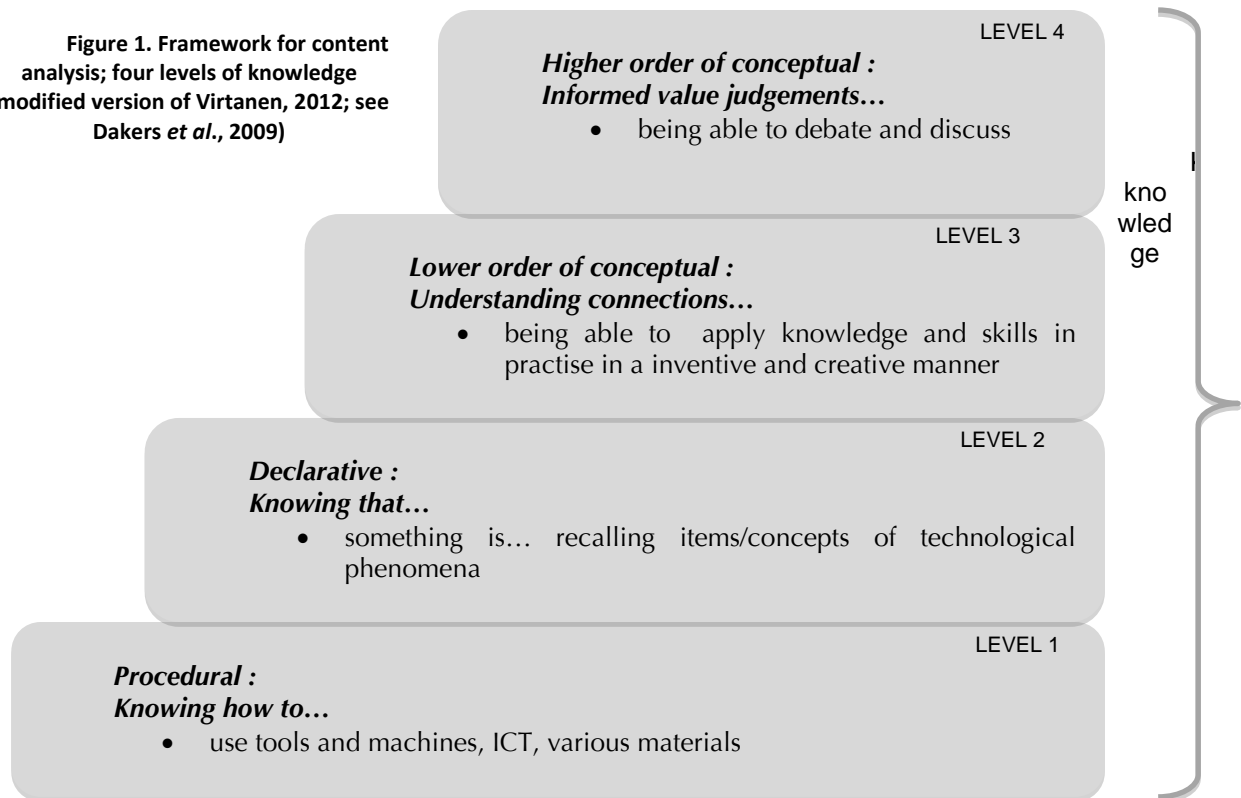 Figure 1. Framework for content
analysis; four levels of knowledge
modified version of Virtanen, 2012; see
Dakers et al., 2009)
LEVEL 4
Higher order of conceptual :
Informed value judgements…
• being able to debate and discuss
kno
wled
ge
LEVEL 3
Lower order of conceptual :
Understanding connections…
• being able to apply knowledge and skills in
practise in a inventive and creative manner
LEVEL 2
Declarative :
Knowing that…
• something is… recalling items/concepts of technological
phenomena
LEVEL 1
Procedural :
Knowing how to…
• use tools and machines, ICT, various materials